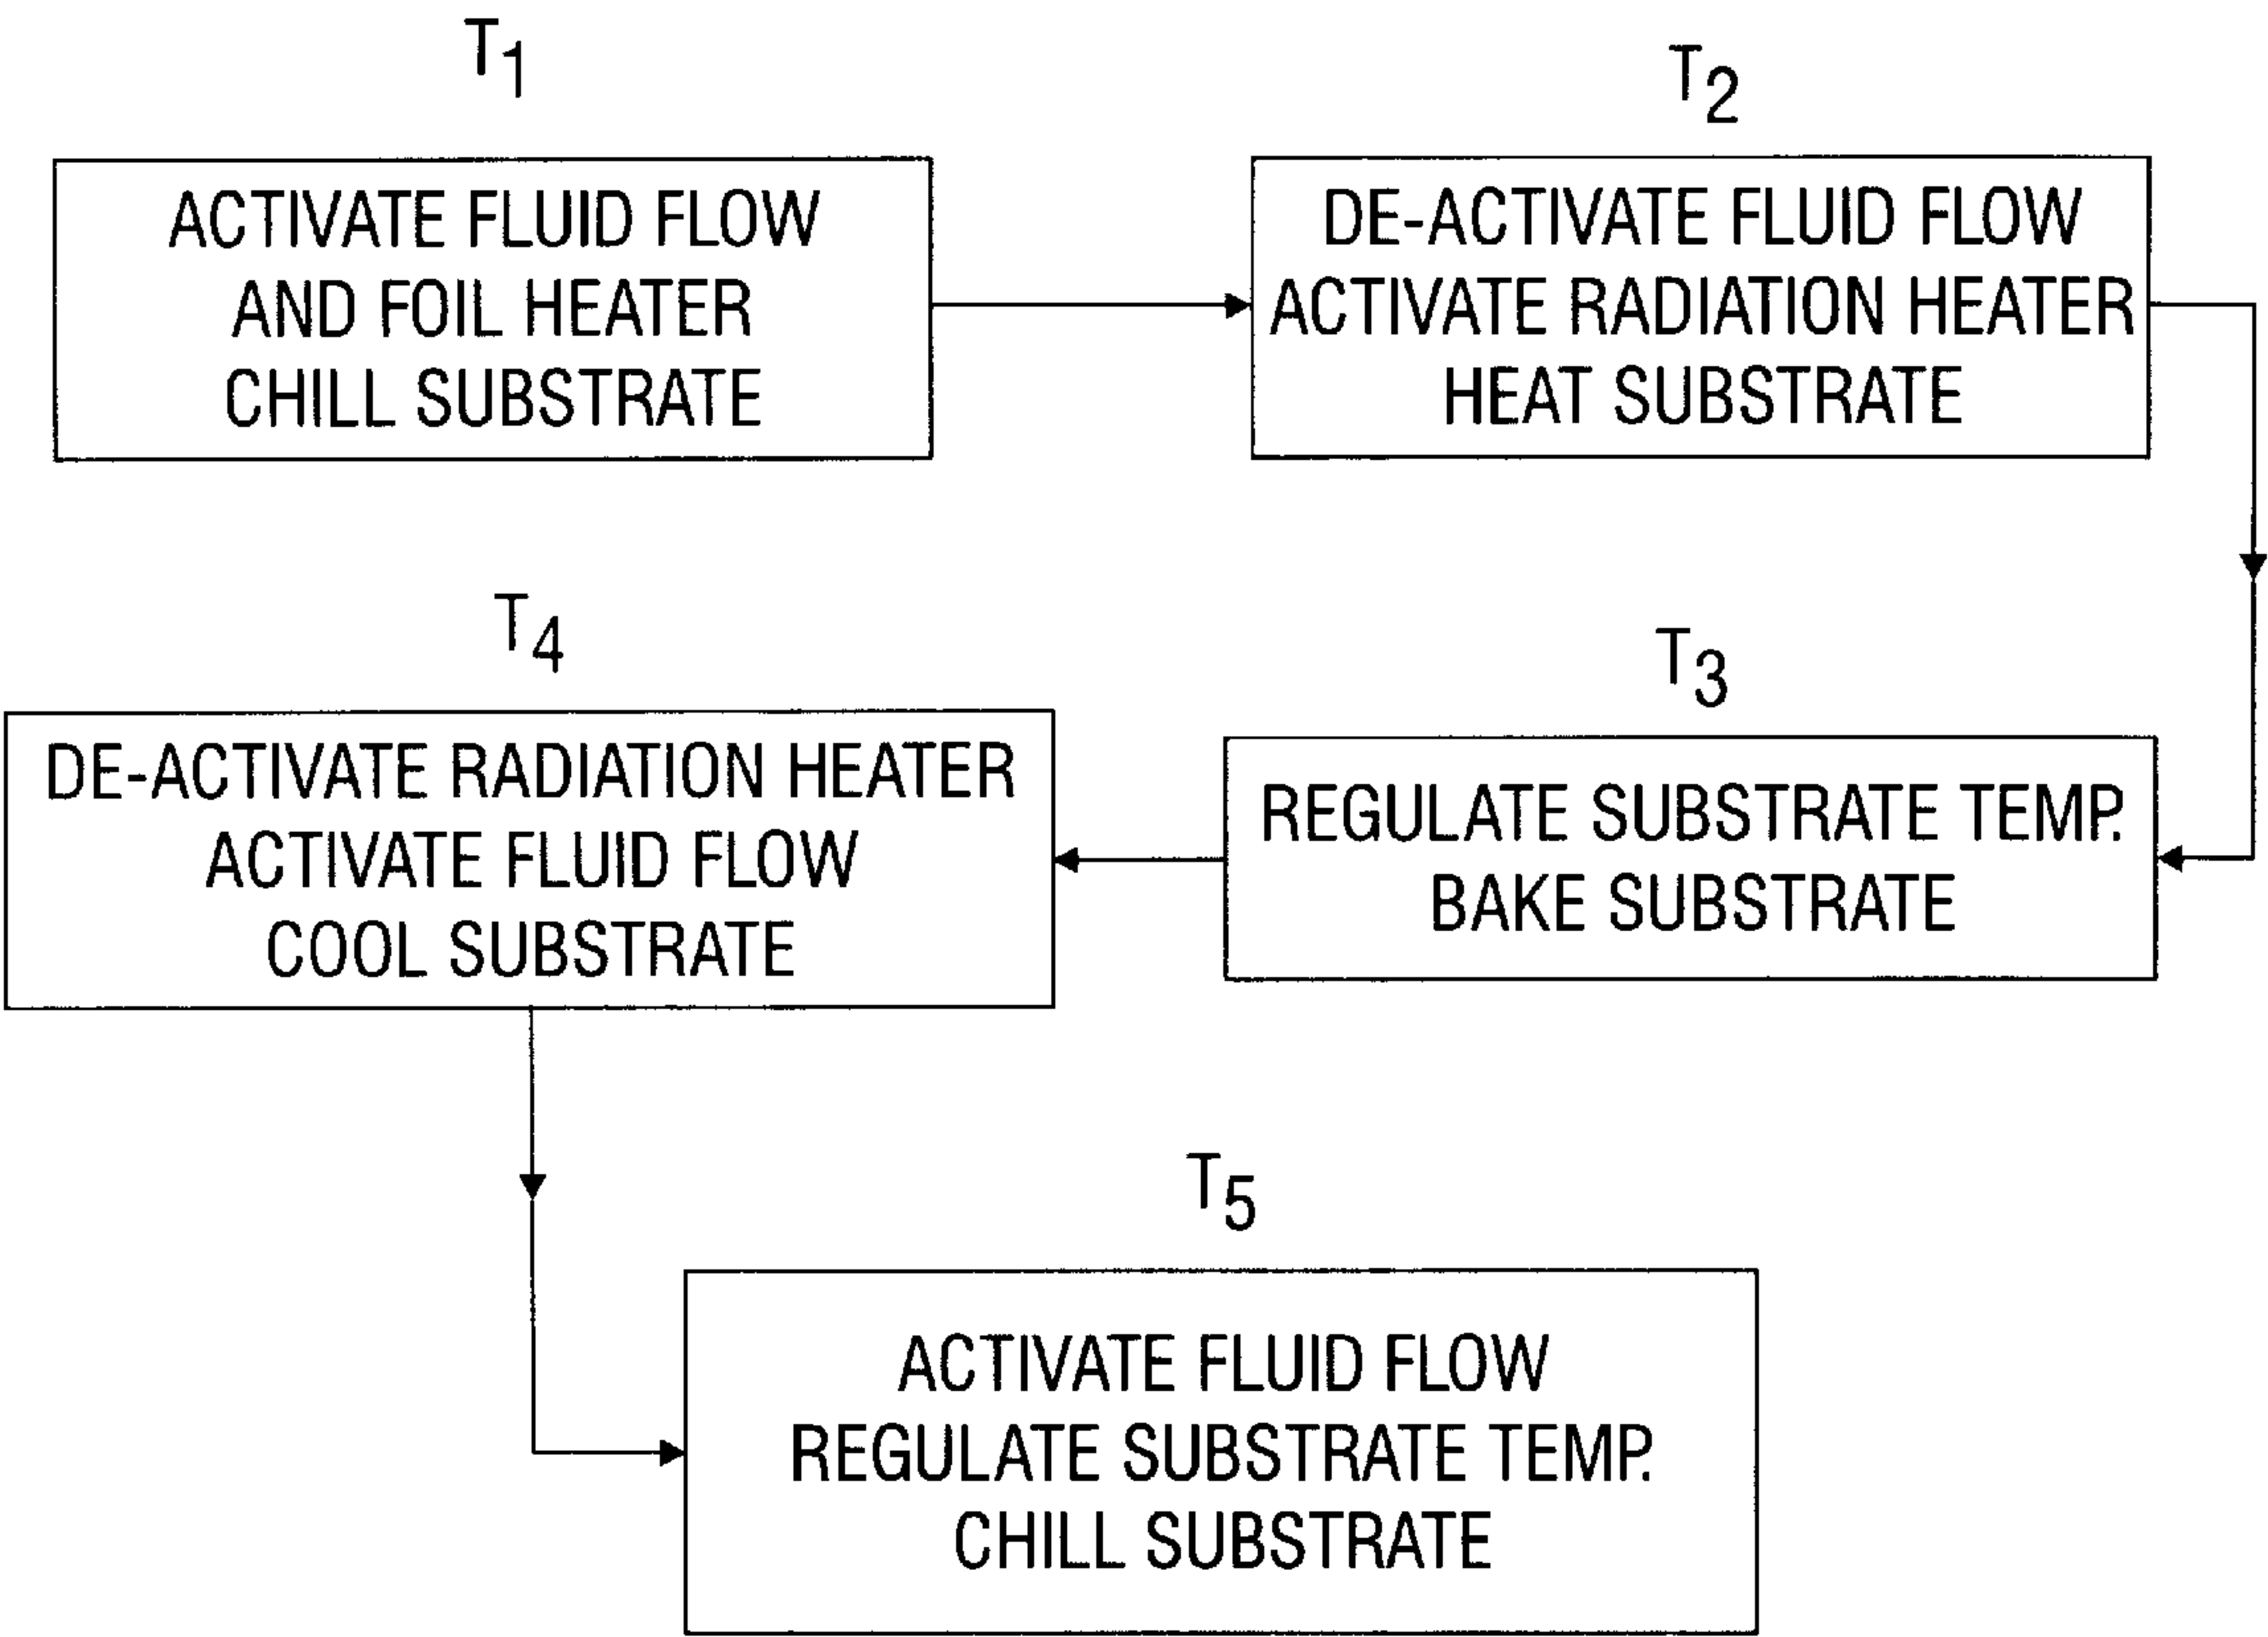 T1
ACTIVATE FLUID FLOW
AND FOIL HEATER
CHILL SUBSTRATE
T2
DE-ACTIVATE FLUID FLOW
ACTIVATE RADIATION HEATER
HEAT SUBSTRATE
T3
REGULATE SUBSTRATE TEMP.
BAKE SUBSTRATE
T4
DE-ACTIVATE RADIATION HEATER
ACTIVATE FLUID FLOW
COOL SUBSTRATE
T5
ACTIVATE FLUID FLOW
REGULATE SUBSTRATE TEMP.
CHILL SUBSTRATE